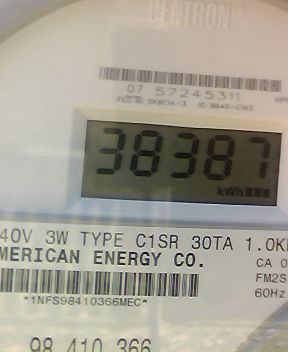 CENTRON
07 57245311
38387
kWh
40V 3W TYPE C1SR 30TA 1.0K
MERICAN ENERGY CO.
CA 0
FM2S
*1NFS98410366MEC*
60Hz
98 410 366